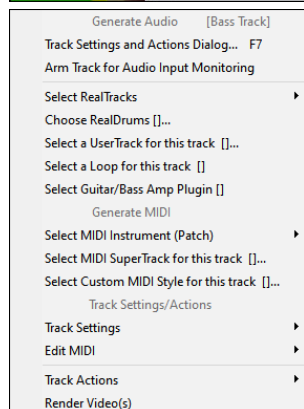 Generate Audio [Bass Track]
Track Settings and Actions Dialog... F7
Arm Track for Audio Input Monitoring
Select RealTracks
Choose RealDrums []...
Select a UserTrack for this track []...
Select a Loop for this track []
Select Guitar/Bass Amp Plugin []
Generate MIDI
Select MIDI Instrument (Patch)
Select MIDI SuperTrack for this track []...
Select Custom MIDI Style for this track []...
Track Settings/Actions
Track Settings
Edit MIDI
Track Actions
Render Video(s)